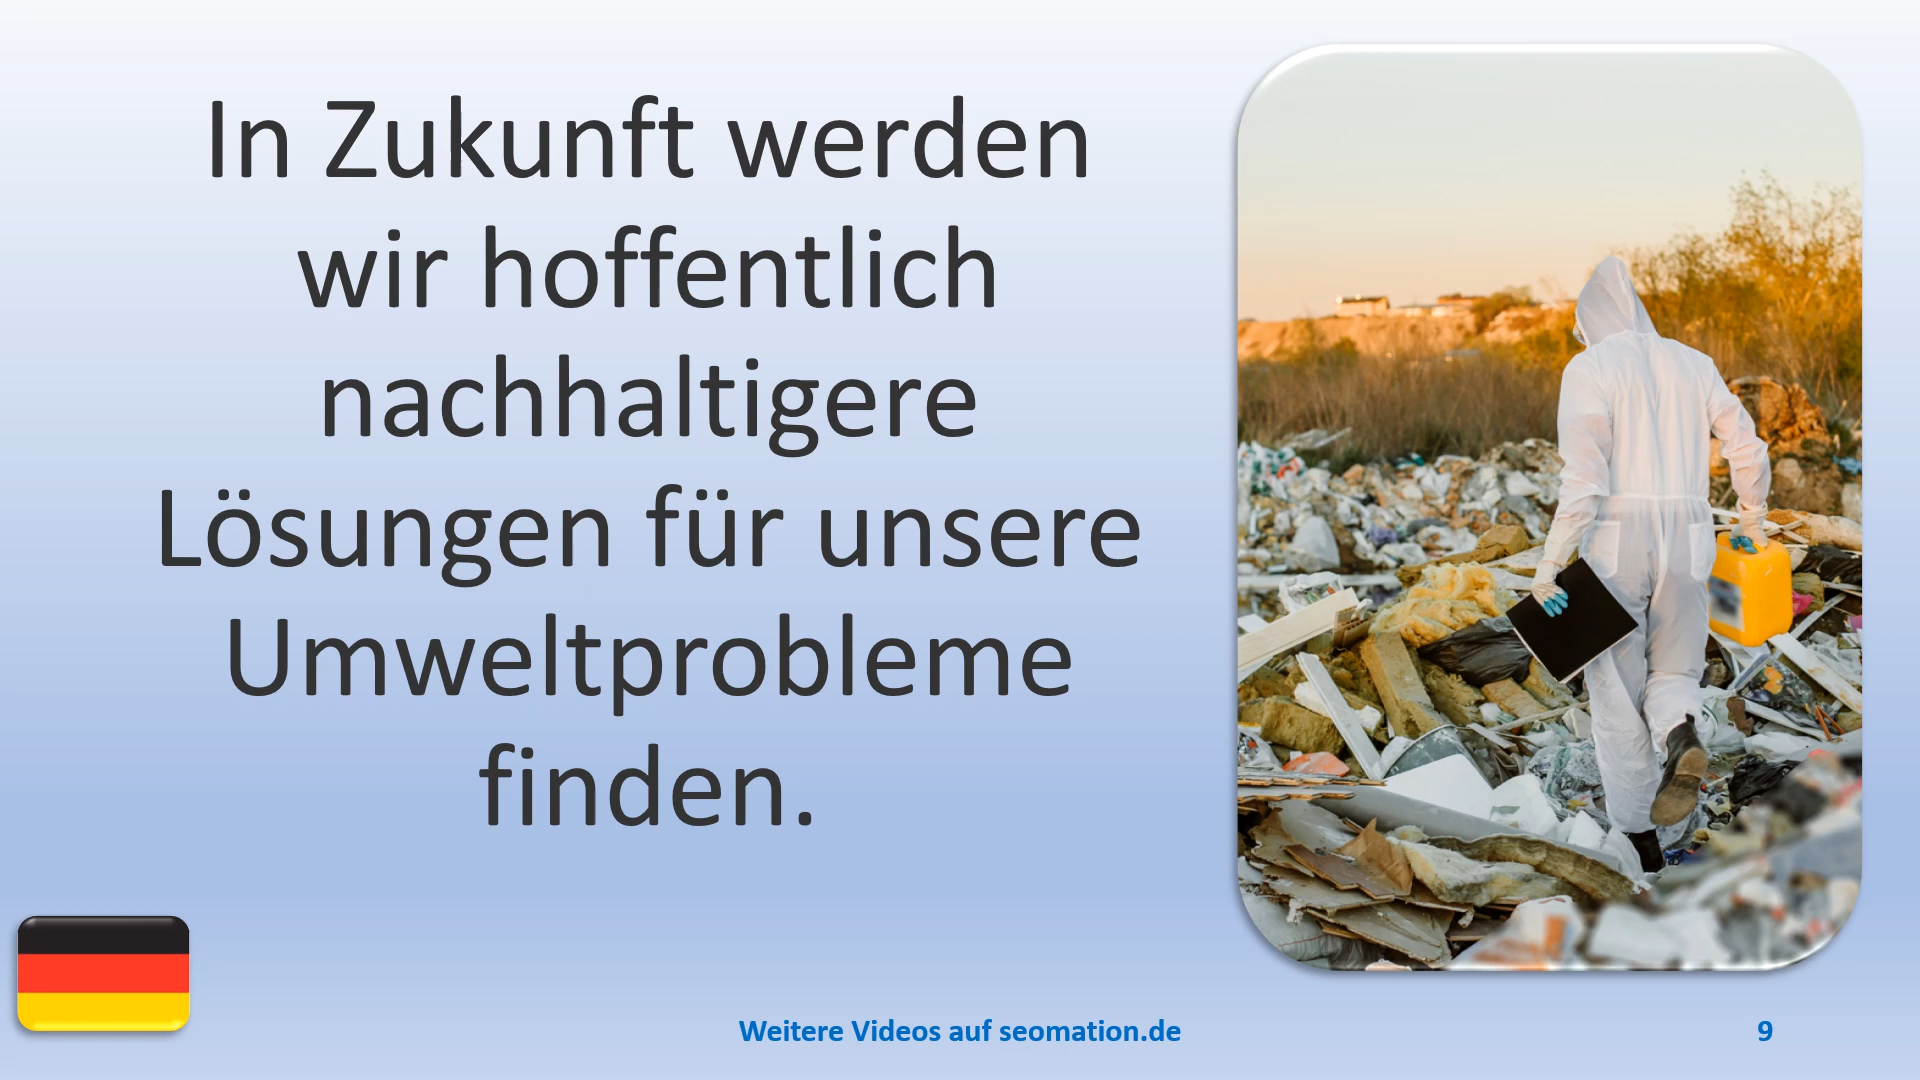 In Zukunft werden
wir hoffentlich
nachhaltigere
Lösungen für unsere
Umweltprobleme
finden.
Weitere Videos auf seomation.de
9